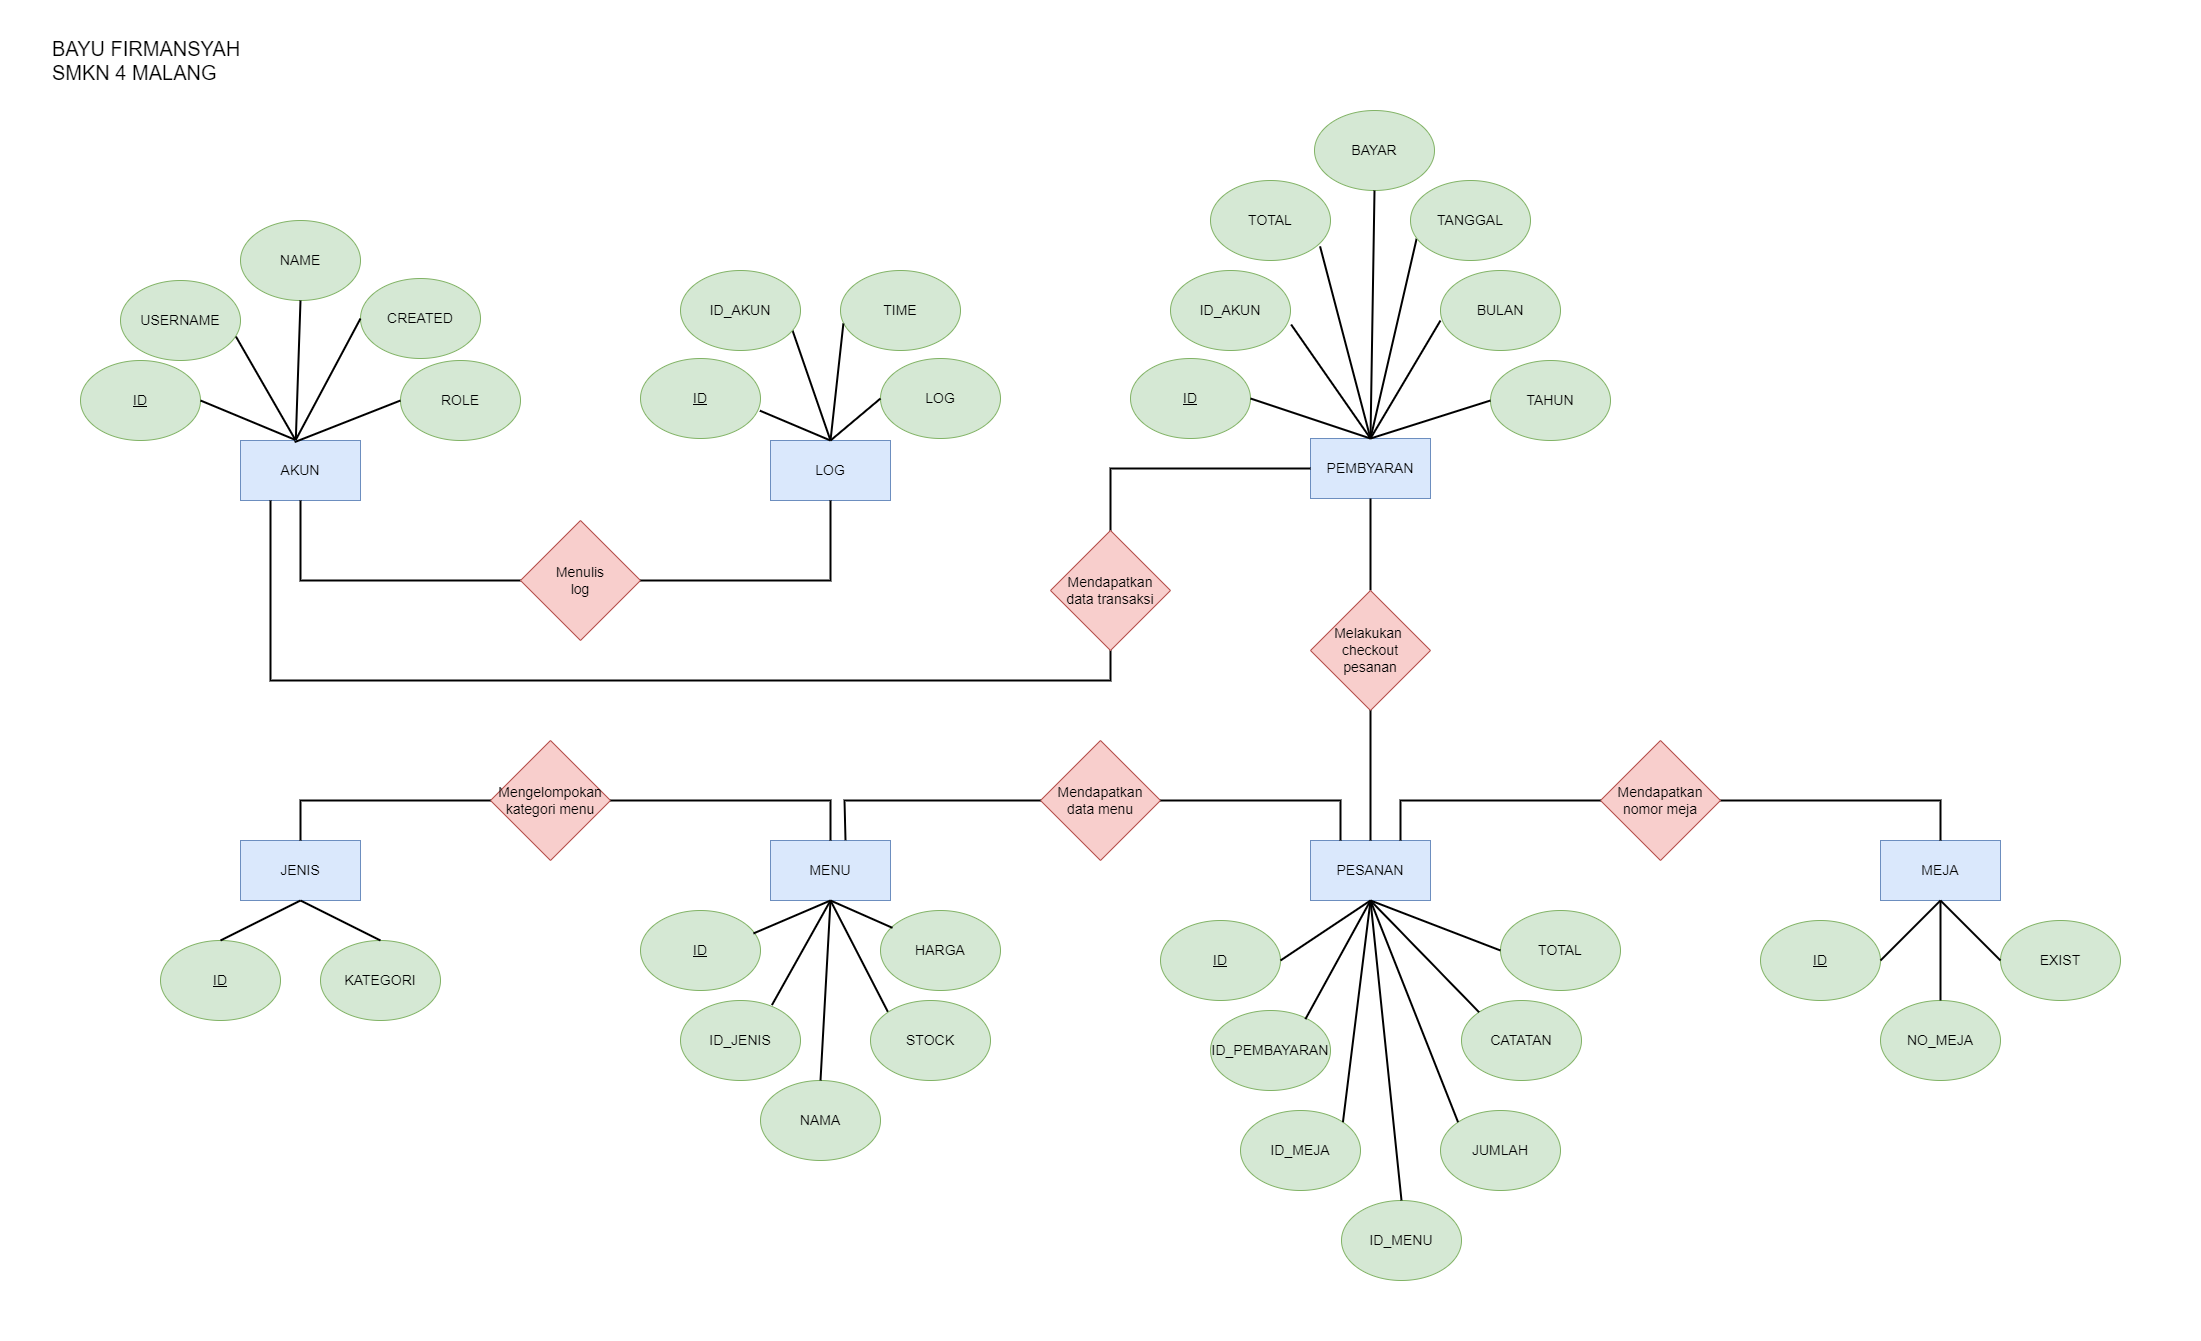 BAYU FIRMANSYAH
SMKN 4 MALANG
BAYAR
TOTAL
TANGGAL
NAME
USERNAME
CREATED
ID_AKUN
TIME
ID_AKUN
BULAN
ID
ROLE
ID
LOG
ID
TAHUN
AKUN
LOG
PEMBYARAN
Menulis
log
Mendapatkan
data transaksi
Melakukan
checkout
pesanan
Mengelompokan
kategori menu
Mendapatkan
data menu
Mendapatkan
nomor meja
JENIS
MENU
PESANAN
MEJA
ID
KATEGORI
ID
HARGA
ID
TOTAL
ID
EXIST
ID_JENIS
STOCK
ID_PEMBAYARAN
CATATAN
NO_MEJA
NAMA
ID_MEJA
JUMLAH
ID_MENU